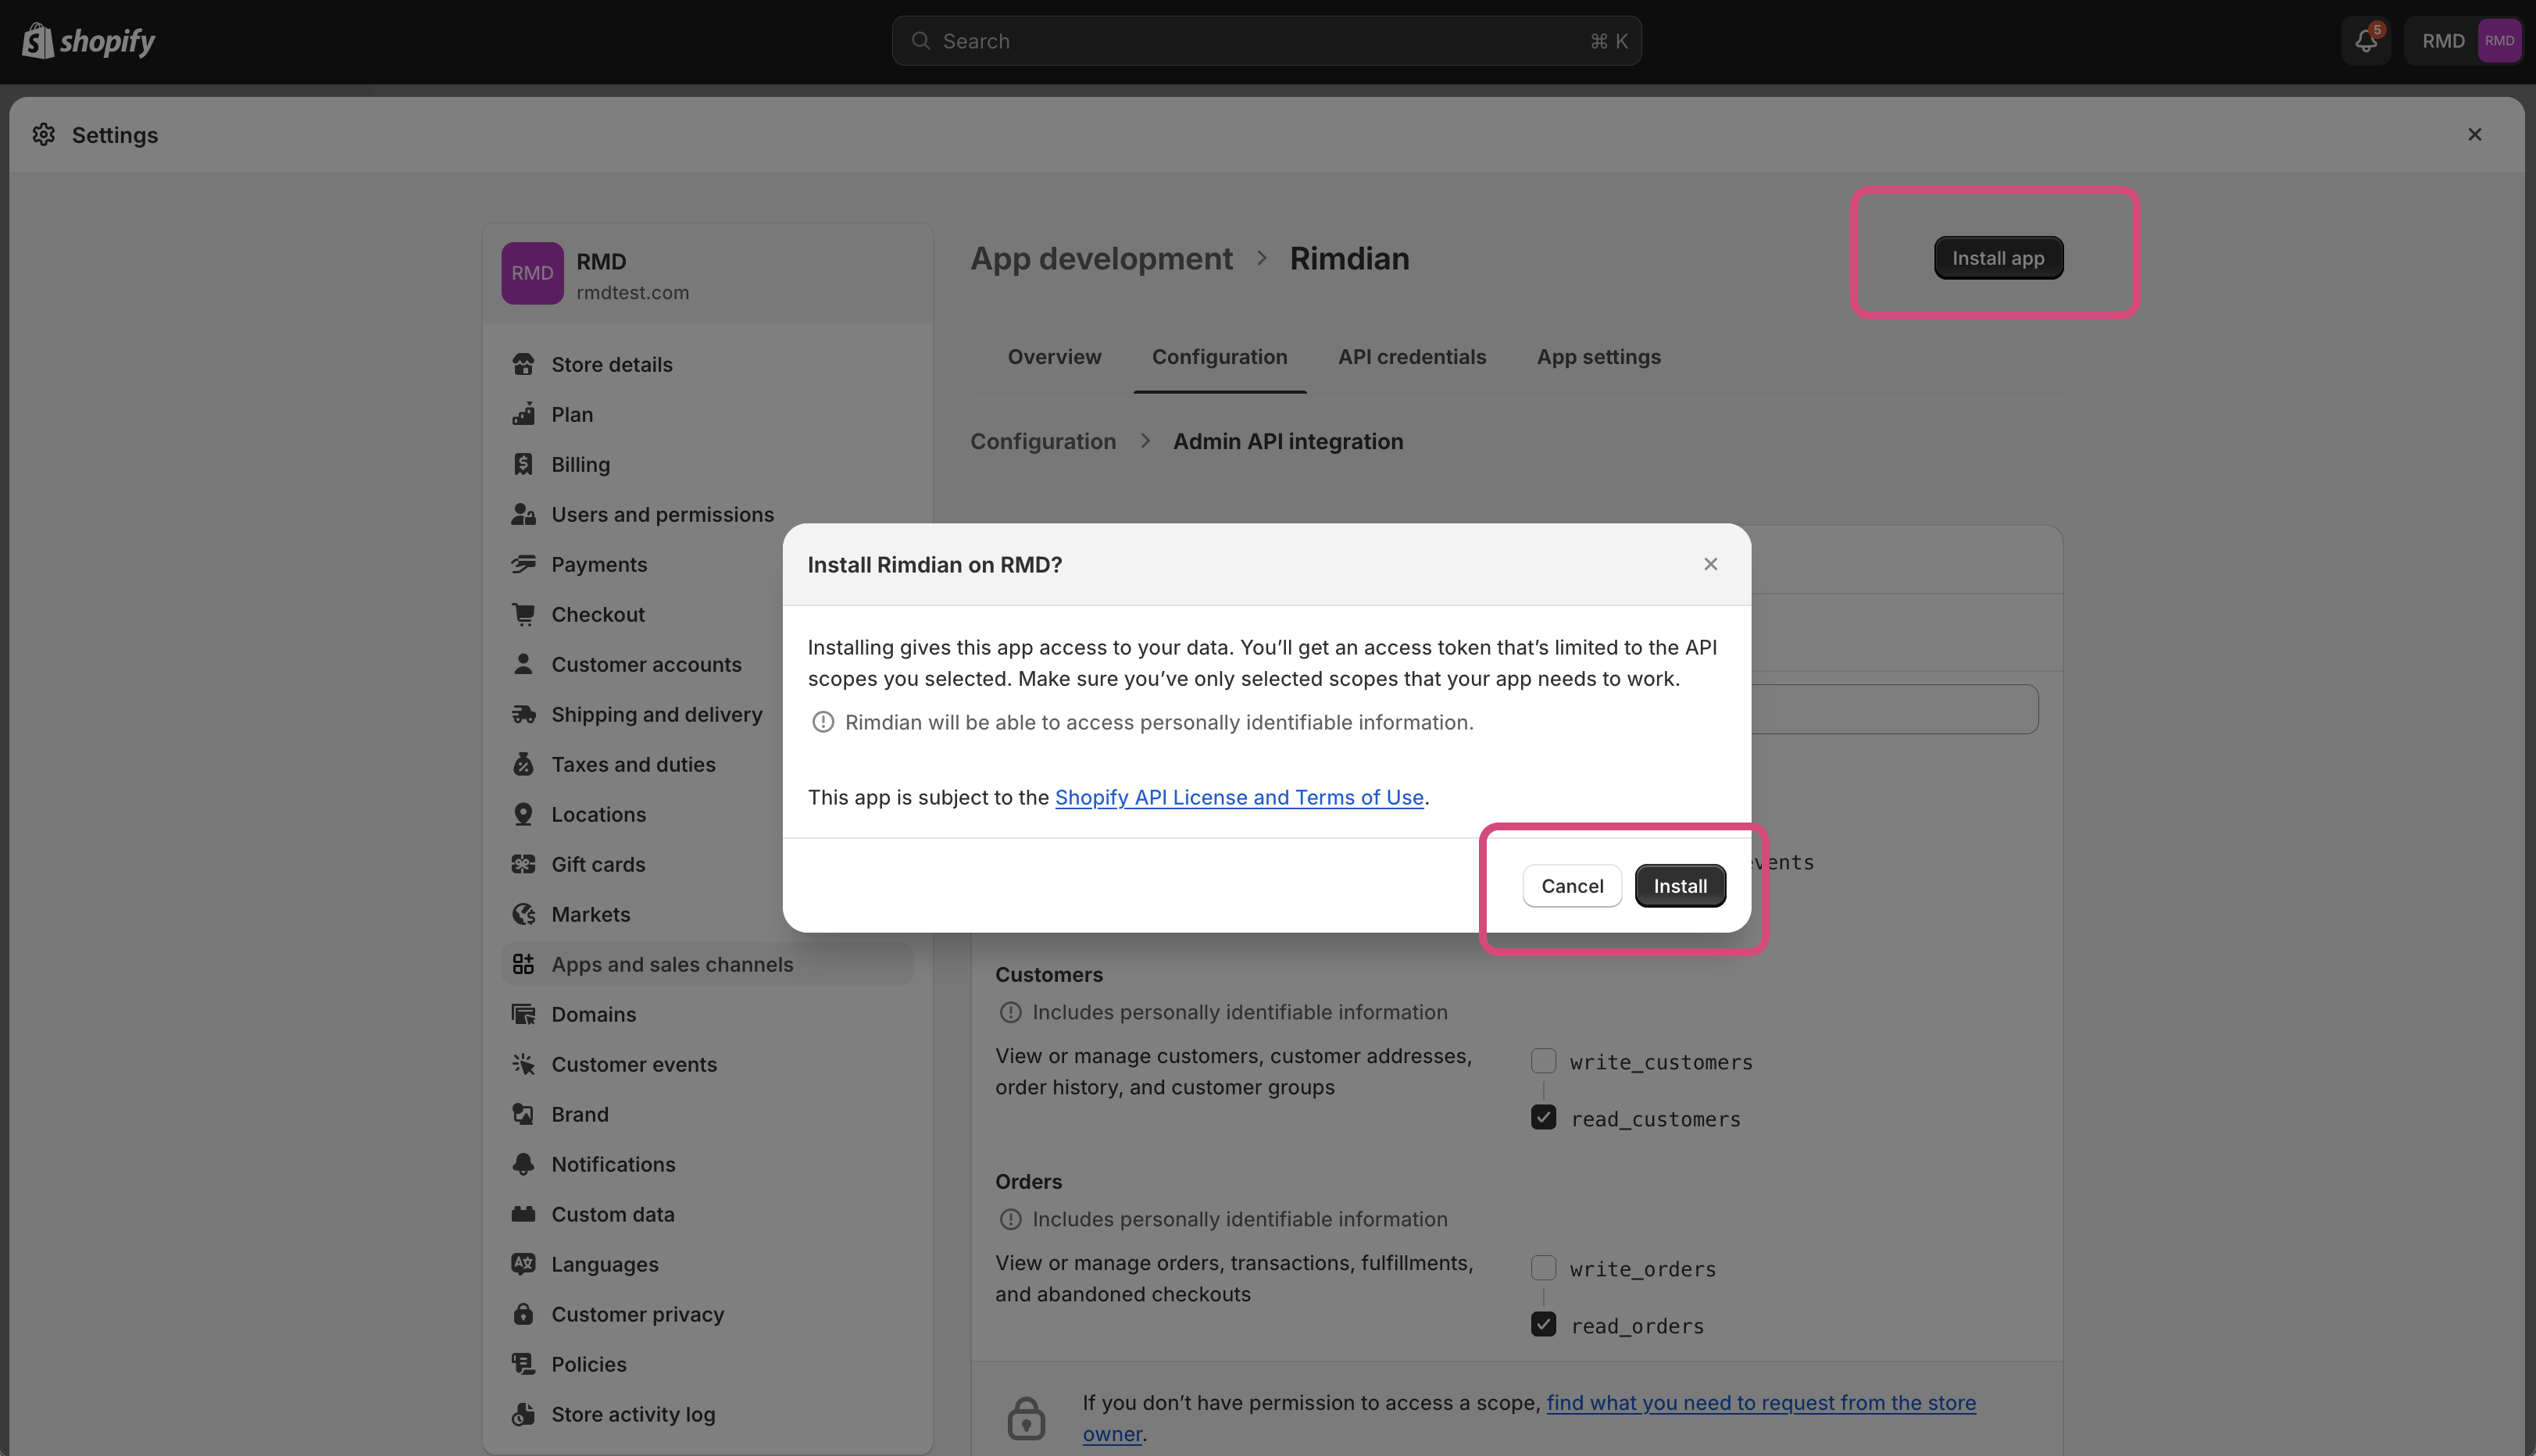 shopify
Search
⌘ K
5
RMD
RMD
Settings
RMD
RMD
rmdtest.com
Store details
Plan
Billing
Users and permissions
Payments
Checkout
Customer accounts
Shipping and delivery
Taxes and duties
Locations
Gift cards
Markets
Apps and sales channels
Domains
Customer events
Brand
Notifications
Custom data
Languages
Customer privacy
Policies
Store activity log
App development
Rimdian
Install app
Overview
Configuration
API credentials
App settings
Configuration
Admin API integration
Install Rimdian on RMD?
Installing gives this app access to your data. You’ll get an access token that’s limited to the API
scopes you selected. Make sure you’ve only selected scopes that your app needs to work.
Rimdian will be able to access personally identifiable information.
This app is subject to the Shopify API License and Terms of Use.
Cancel
Install
Customers
Includes personally identifiable information
View or manage customers, customer addresses,
order history, and customer groups
write_customers
read_customers
Orders
Includes personally identifiable information
View or manage orders, transactions, fulfillments,
and abandoned checkouts
write_orders
read_orders
If you don’t have permission to access a scope, find what you need to request from the store
owner.